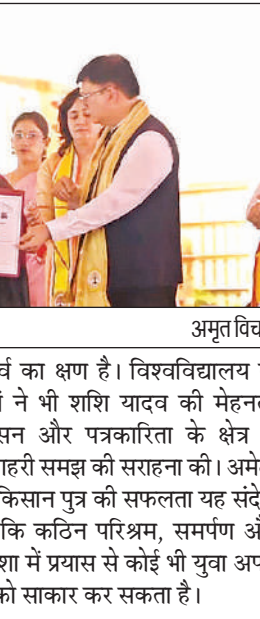 अमृत विच
र्व का क्षण है। विश्वविद्यालय
ने भी शशि यादव की मेहनत
सन और पत्रकारिता के क्षेत्र
ाहरी समझ की सराहना की। अमे
किसान पुत्र की सफलता यह संदे
कि कठिन परिश्रम, समर्पण औ
शा में प्रयास से कोई भी युवा अप
को साकार कर सकता है।